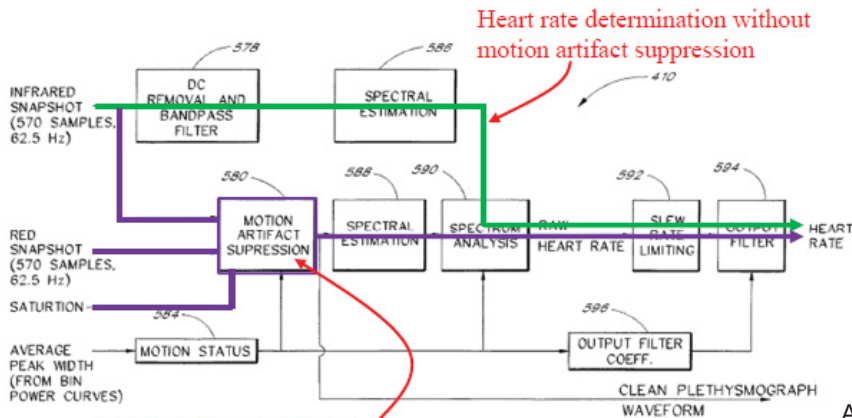 Heart rate determination without
motion artifact suppression
578
586
410
DC
REMOVAL AND
BANDPASS
FILTER
SPECTRAL
ESTIMATION
INFRARED
SNAPSHOT
(570 SAMPLES,
62.5 Hz)
580
588
590
592
594
MOTION
ARTIFACT
SUPRESSION
SPECTRAL
ESTIMATION
SPECTRUM
ANALYSIS
RAW
HEART RATE
SLEW
RATE
LIMITING
OUTPUT
FILTER
HEART
RATE
RED
SNAPSHOT
(570 SAMPLES,
62.5 Hz)
SATURTION
584
596
AVERAGE
PEAK WIDTH
(FROM BIN
POWER CURVES)
MOTION STATUS
OUTPUT FILTER
COEFF.
CLEAN PLETHYSMOGRAPH
WAVEFORM
A